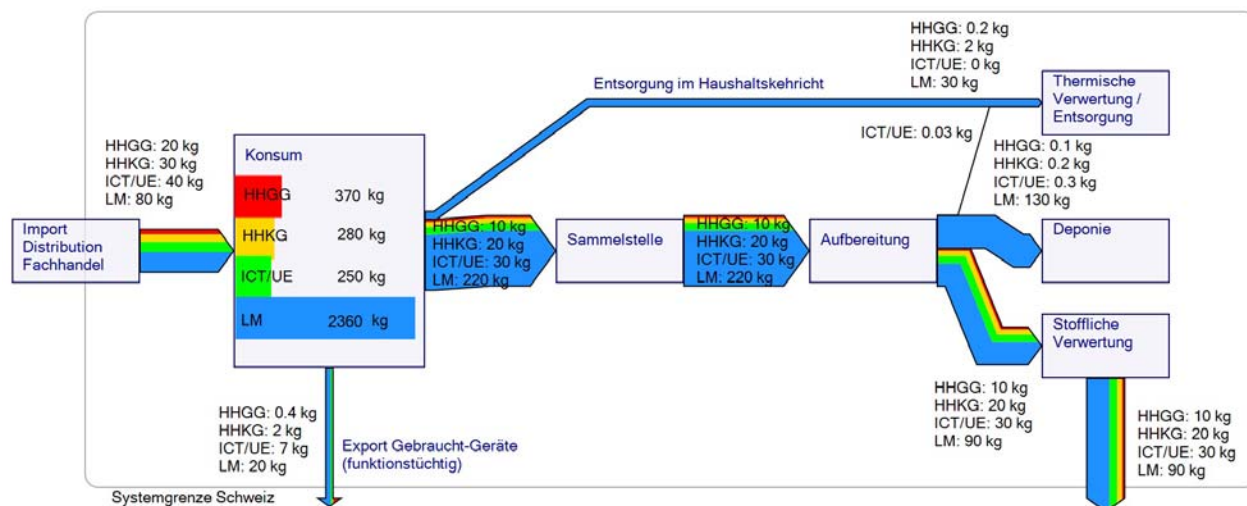 HHGG: 0.2 kg
HHKG: 2 kg
ICT/UE: 0 kg
LM: 30 kg
Entsorgung im Haushaltskehricht
Thermische
Verwertung /
Entsorgung
ICT/UE: 0.03 kg
HHGG: 20 kg
HHKG: 30 kg
ICT/UE: 40 kg
LM: 80 kg
Konsum
HHGG 370 kg
HHKG 280 kg
ICT/UE 250 kg
LM 2360 kg
HHGG: 0.1 kg
HHKG: 0.2 kg
ICT/UE: 0.3 kg
LM: 130 kg
Import
Distribution
Fachhandel
HHGG: 10 kg
HHKG: 20 kg
ICT/UE: 30 kg
LM: 220 kg
Sammelstelle
HHGG: 10 kg
HHKG: 20 kg
ICT/UE: 30 kg
LM: 220 kg
Aufbereitung
Deponie
Stoffliche
Verwertung
HHGG: 10 kg
HHKG: 20 kg
ICT/UE: 30 kg
LM: 90 kg
HHGG: 10 kg
HHKG: 20 kg
ICT/UE: 30 kg
LM: 90 kg
HHGG: 0.4 kg
HHKG: 2 kg
ICT/UE: 7 kg
LM: 20 kg
Export Gebraucht-Geräte
(funktionstüchtig)
Systemgrenze Schweiz